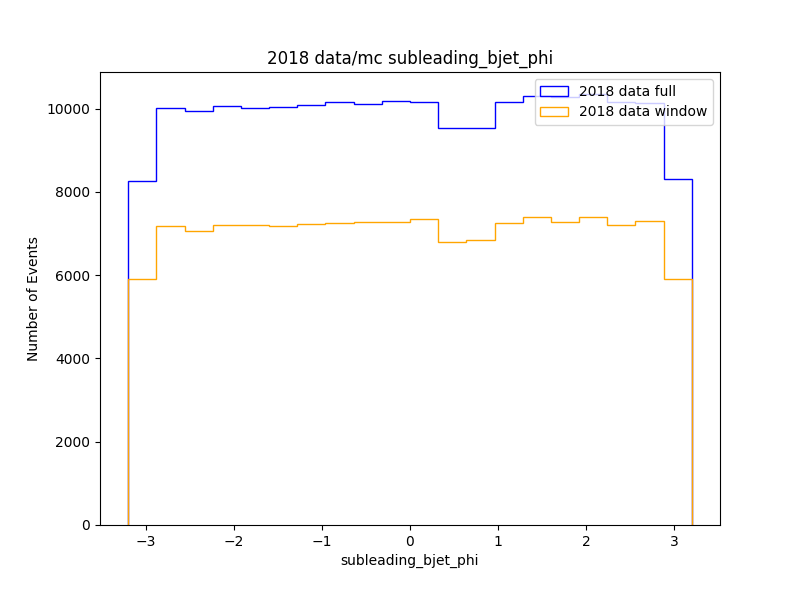 2018 data/mc subleading_bjet_phi
2018 data full
2018 data window
Number of Events
10000
8000
6000
4000
2000
0
−3 −2 −1 0 1 2 3
subleading_bjet_phi